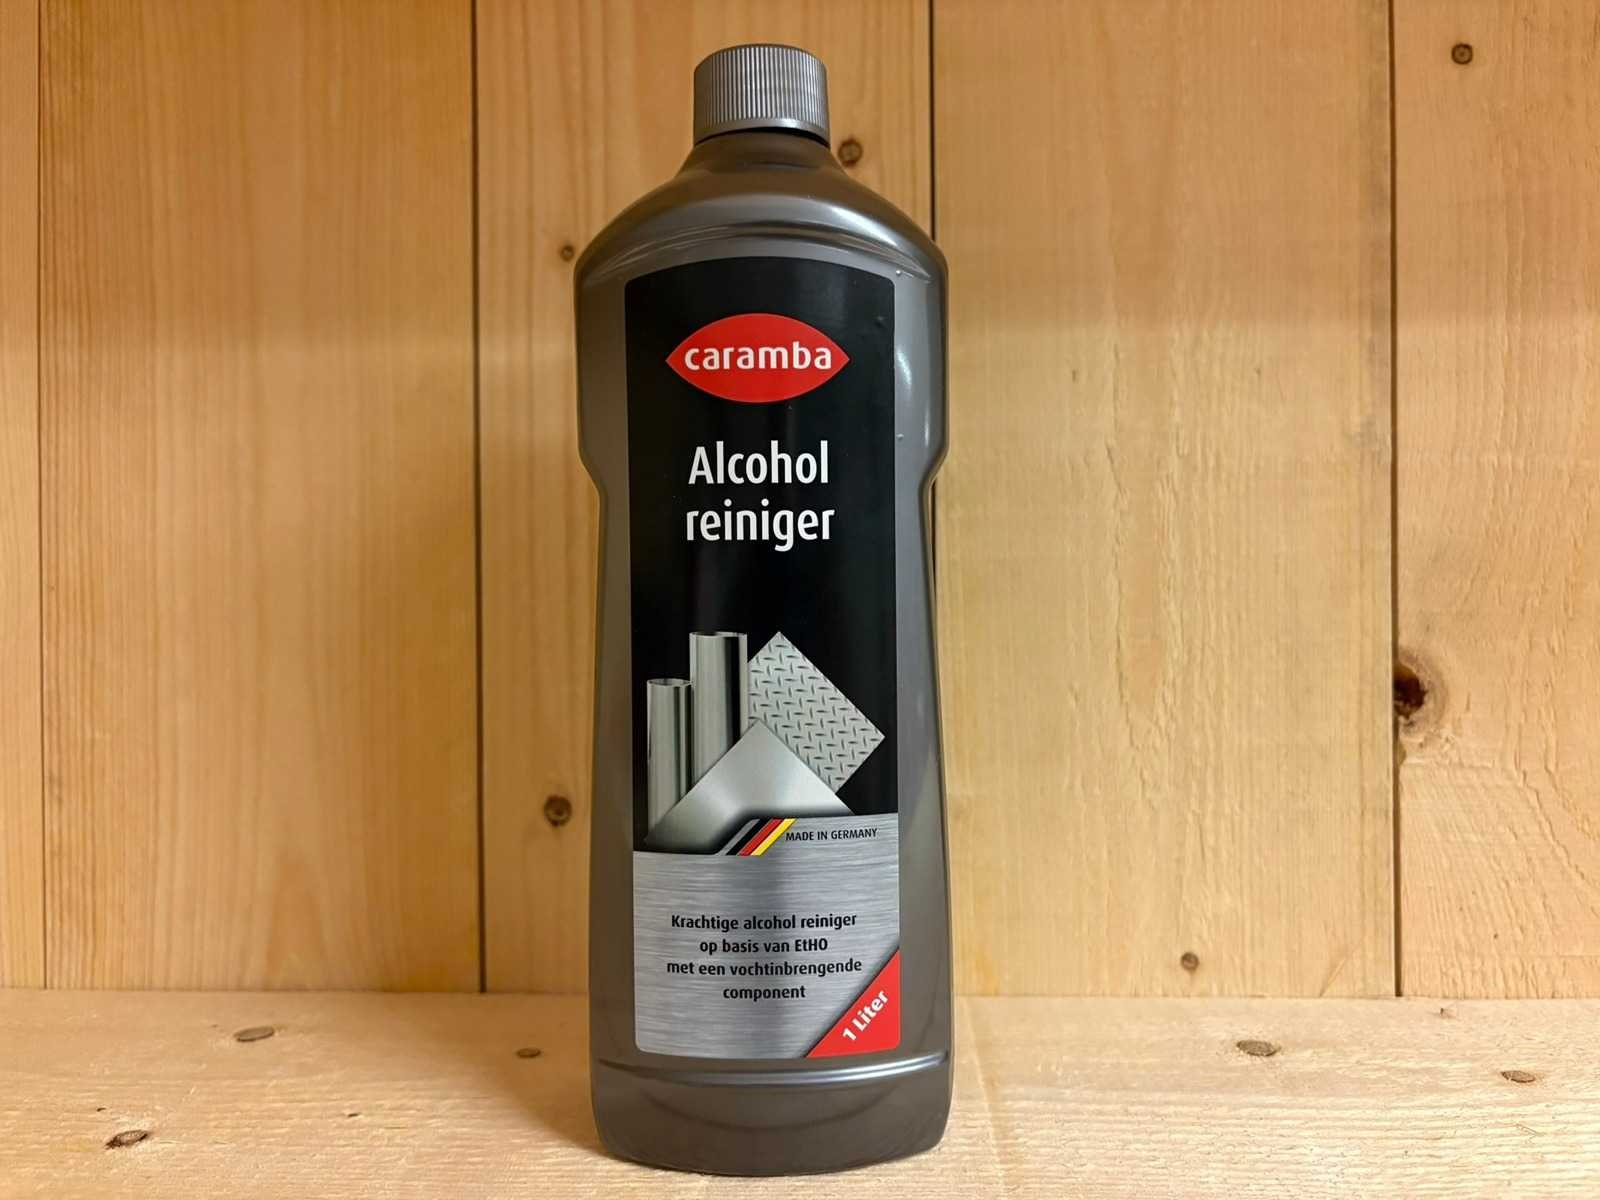 caramba
Alcohol
reiniger
MADE IN GERMANY
Krachtige alcohol reiniger
op basis van EtHO
met een vochtinbrengende
component
1 Liter